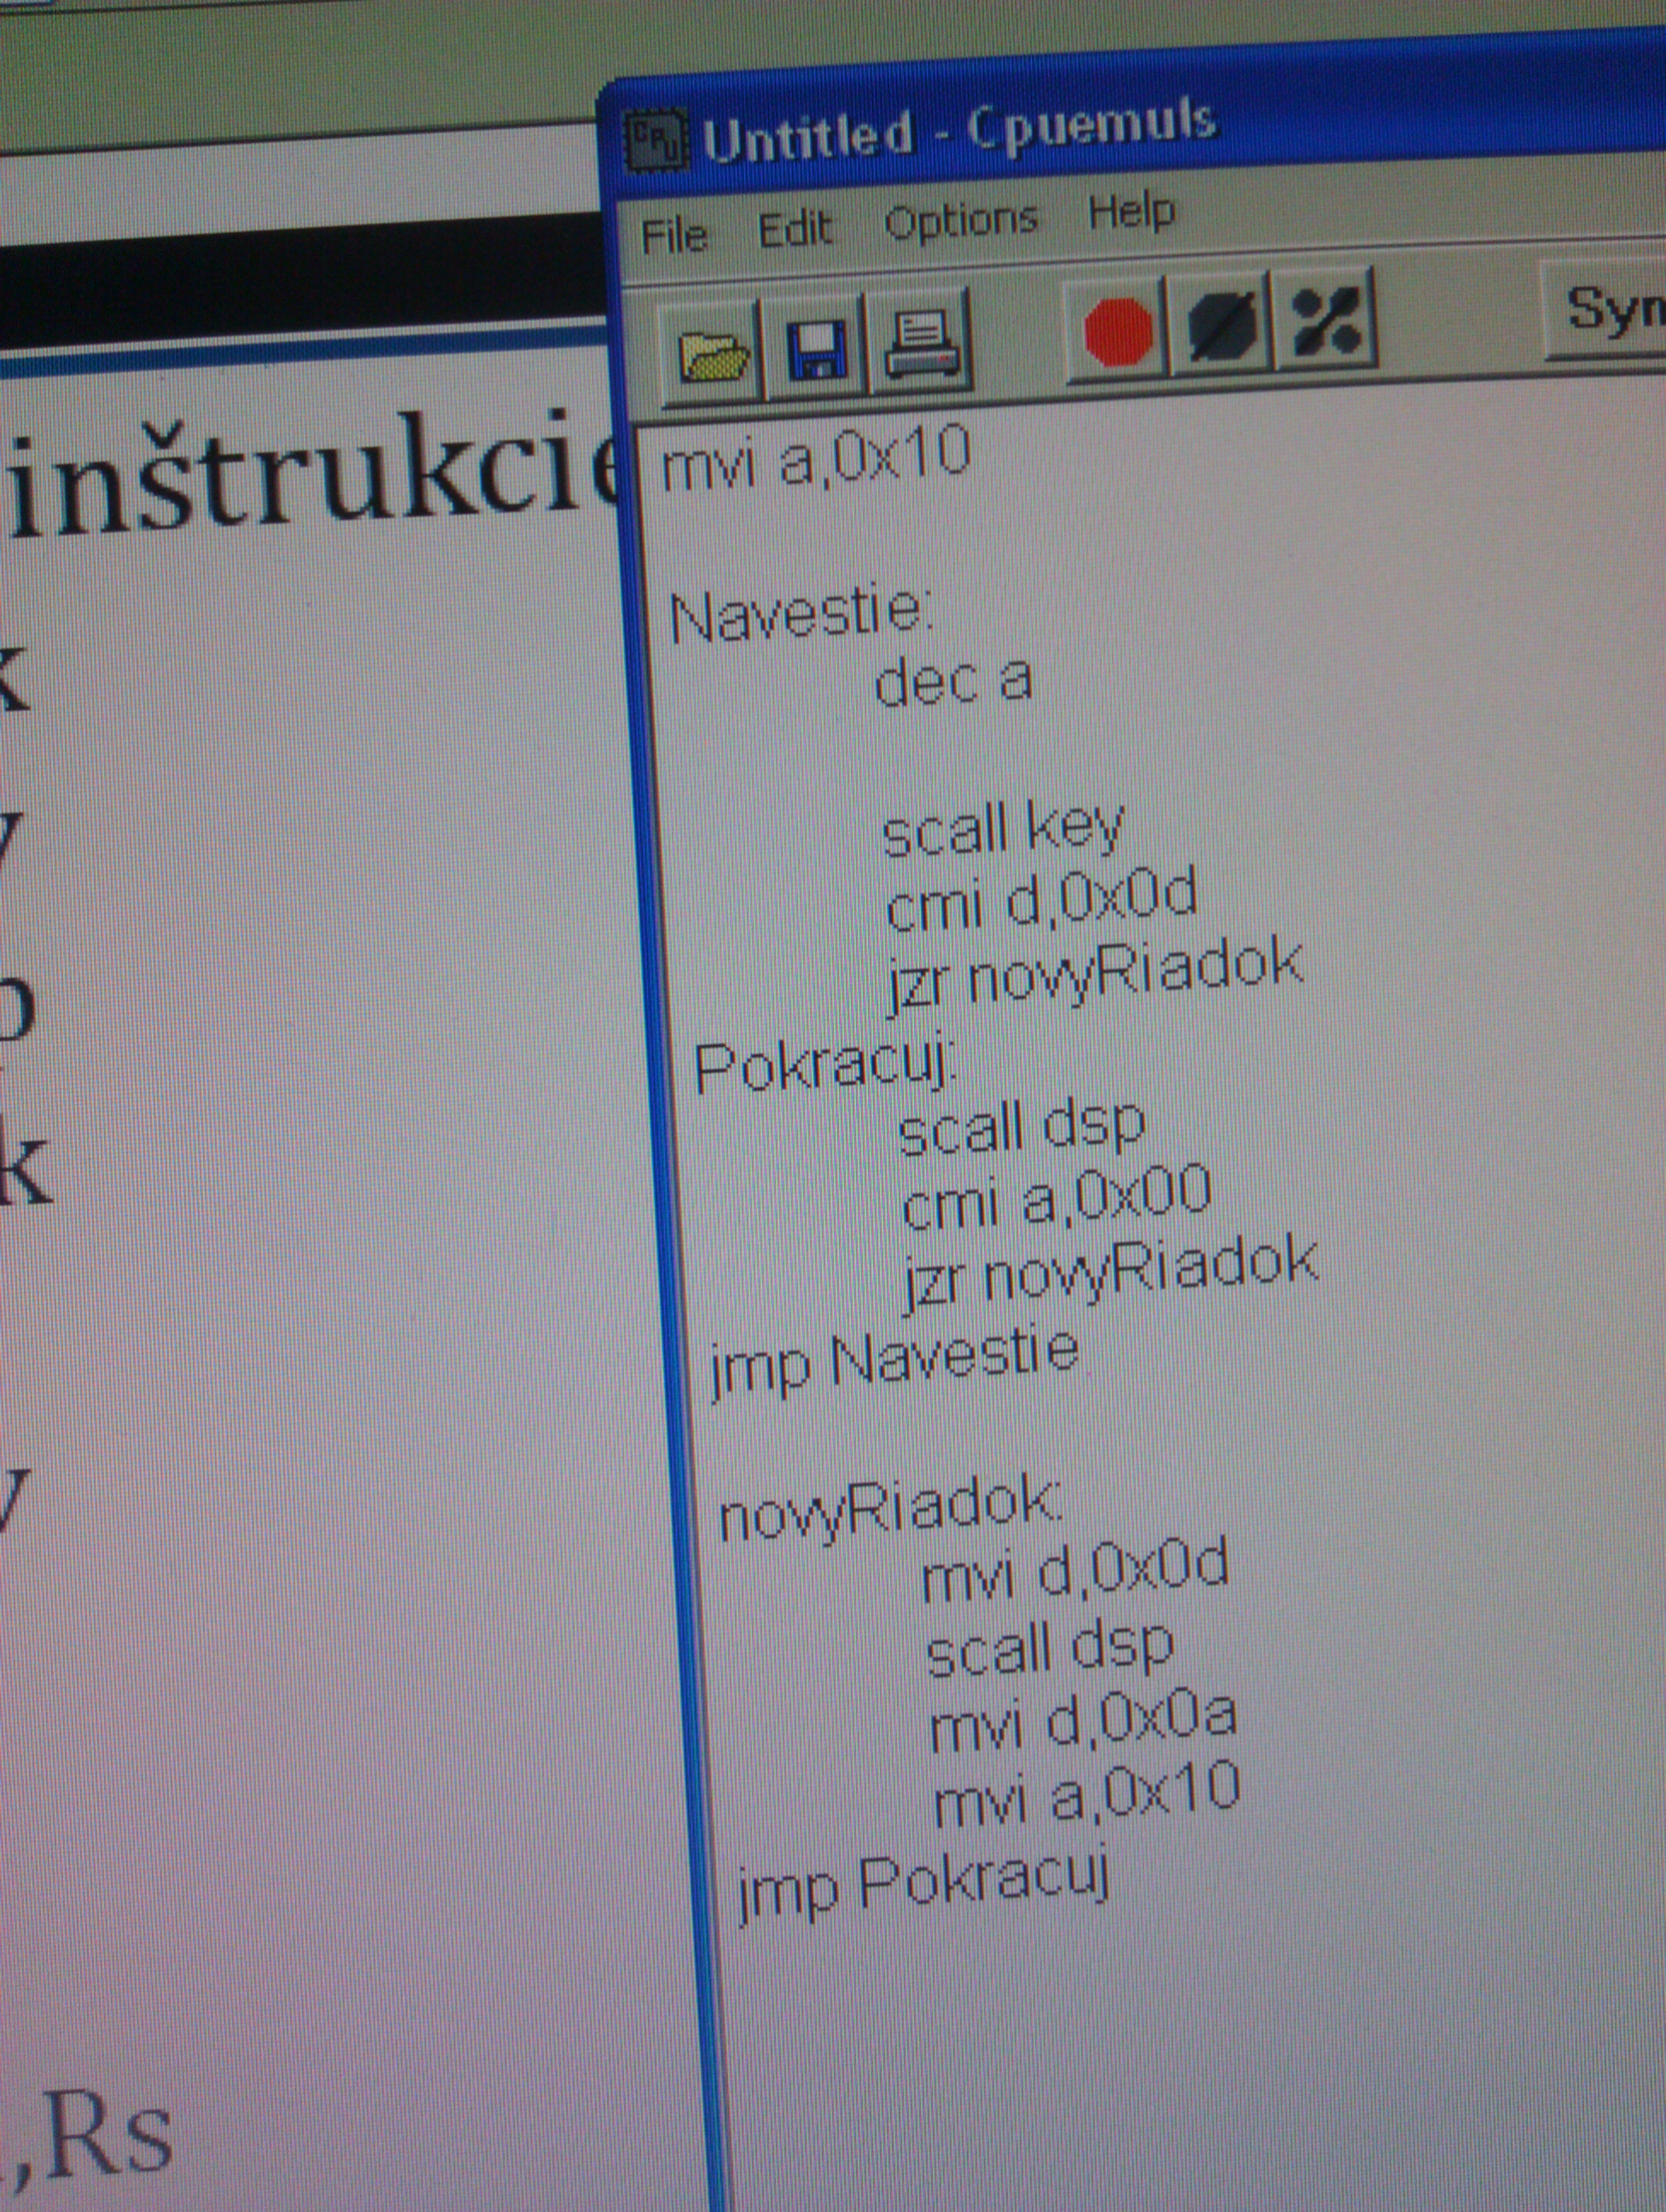 Untitled - Cpuemuls
File Edit Options Help
CPU
inštrukcie
mvi a,0x10
Navestie:
dec a
scall key
cmi d,0x0d
jzr novyRiadok
Pokracuj:
scall dsp
cmi a,0x00
jzr novyRiadok
jmp Navestie
novyRiadok:
mvi d,0x0d
scall dsp
mvi d,0x0a
mvi a,0x10
jmp Pokracuj
,Rs